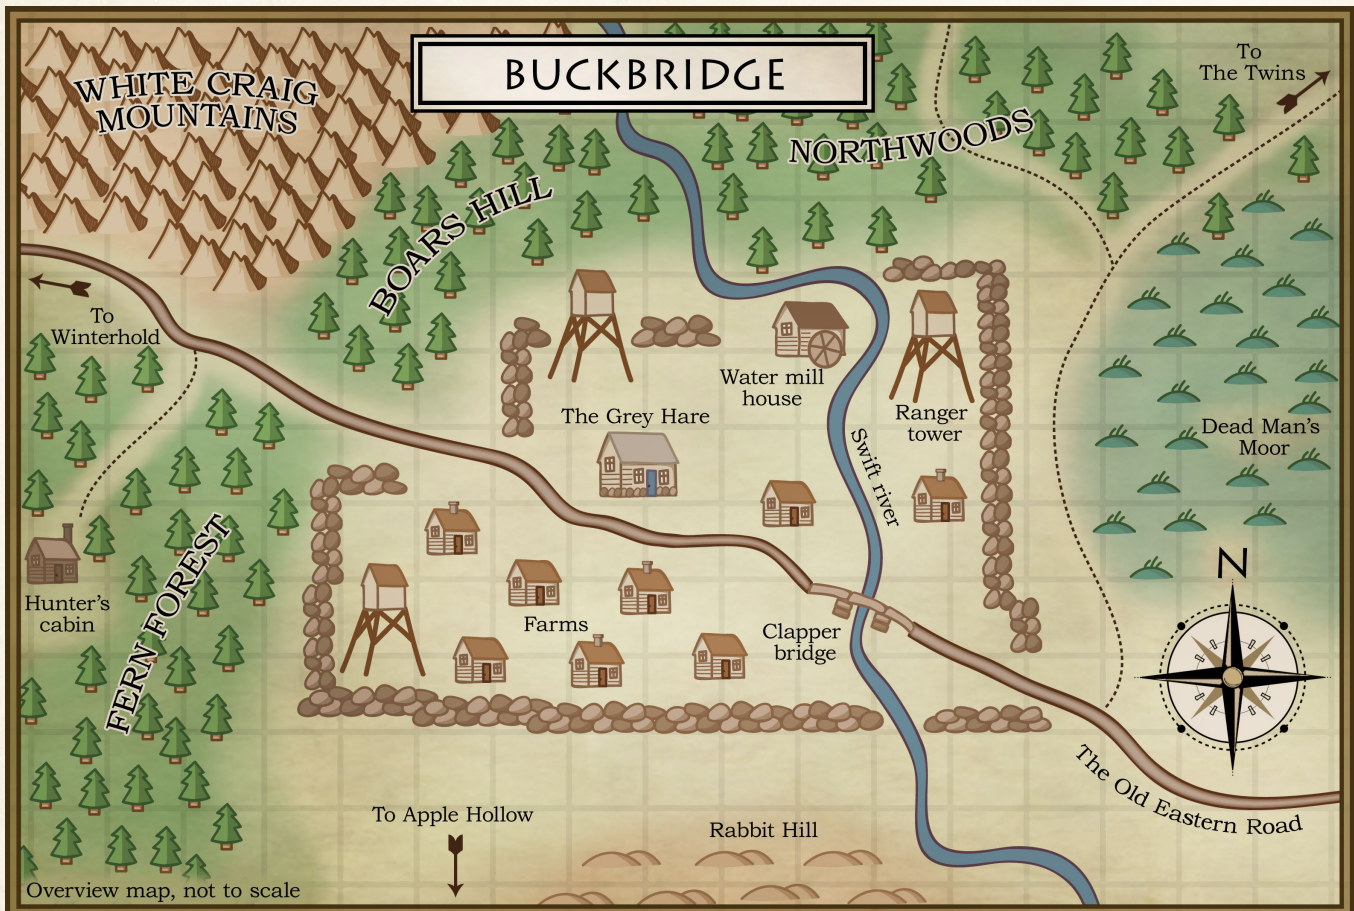 BUCKBRIDGE
To
The Twins
WHITE CRAIG
MOUNTAINS
NORTHWOODS
BOARS HILL
To
Winterhold
Water mill
house
The Grey Hare
Ranger
tower
Dead Man's
Moor
Swift river
Hunter's
cabin
FERN FOREST
Farms
Clapper
bridge
N
The Old Eastern Road
To Apple Hollow
Rabbit Hill
Overview map, not to scale